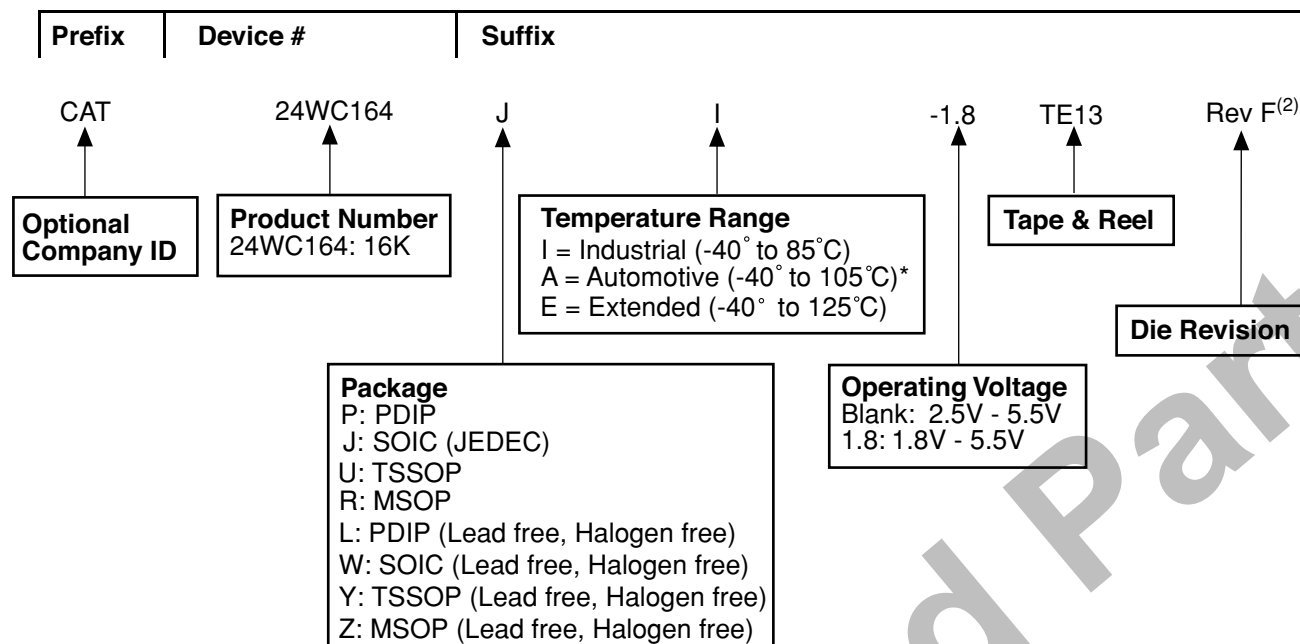 Prefix Device # Suffix
CAT 24WC164 J I -1.8 TE13 Rev F(2)
Optional
Company ID
Product Number
24WC164: 16K
Temperature Range
I = Industrial (-40˚ to 85˚C)
A = Automotive (-40˚ to 105˚C)*
E = Extended (-40˚ to 125˚C)
Tape & Reel
Die Revision
Package
P: PDIP
J: SOIC (JEDEC)
U: TSSOP
R: MSOP
L: PDIP (Lead free, Halogen free)
W: SOIC (Lead free, Halogen free)
Y: TSSOP (Lead free, Halogen free)
Z: MSOP (Lead free, Halogen free)
Operating Voltage
Blank: 2.5V - 5.5V
1.8: 1.8V - 5.5V
d Part